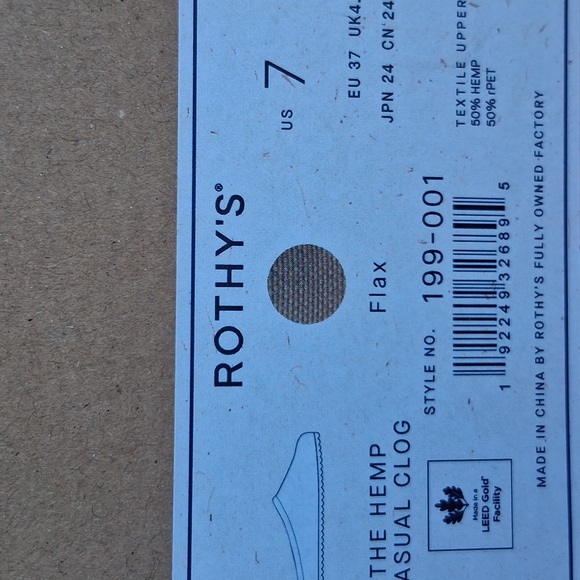 ROTHY'S®
US 7
EU 37 UK4.
JPN 24 CN 24
Flax
TEXTILE UPPER
50% HEMP
50% rPET
THE HEMP
ASUAL CLOG
STYLE NO. 199-001
1 92249 32689 5
Made in a
LEED Gold®
Facility
MADE IN CHINA BY ROTHY'S FULLY OWNED FACTORY